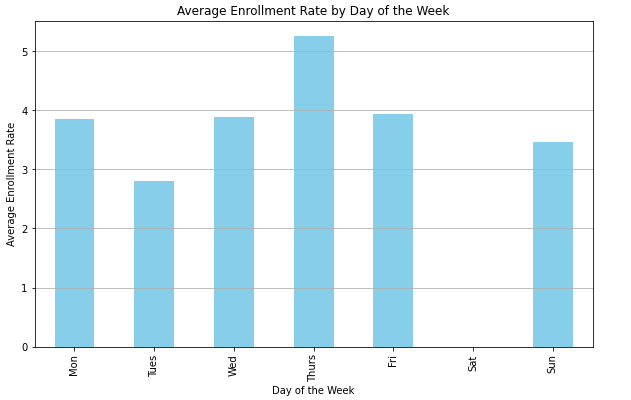 Average Enrollment Rate by Day of the Week
Average Enrollment Rate
5
4
3
2
1
0
Mon
Tues
Wed
Thurs
Fri
Sat
Sun
Day of the Week